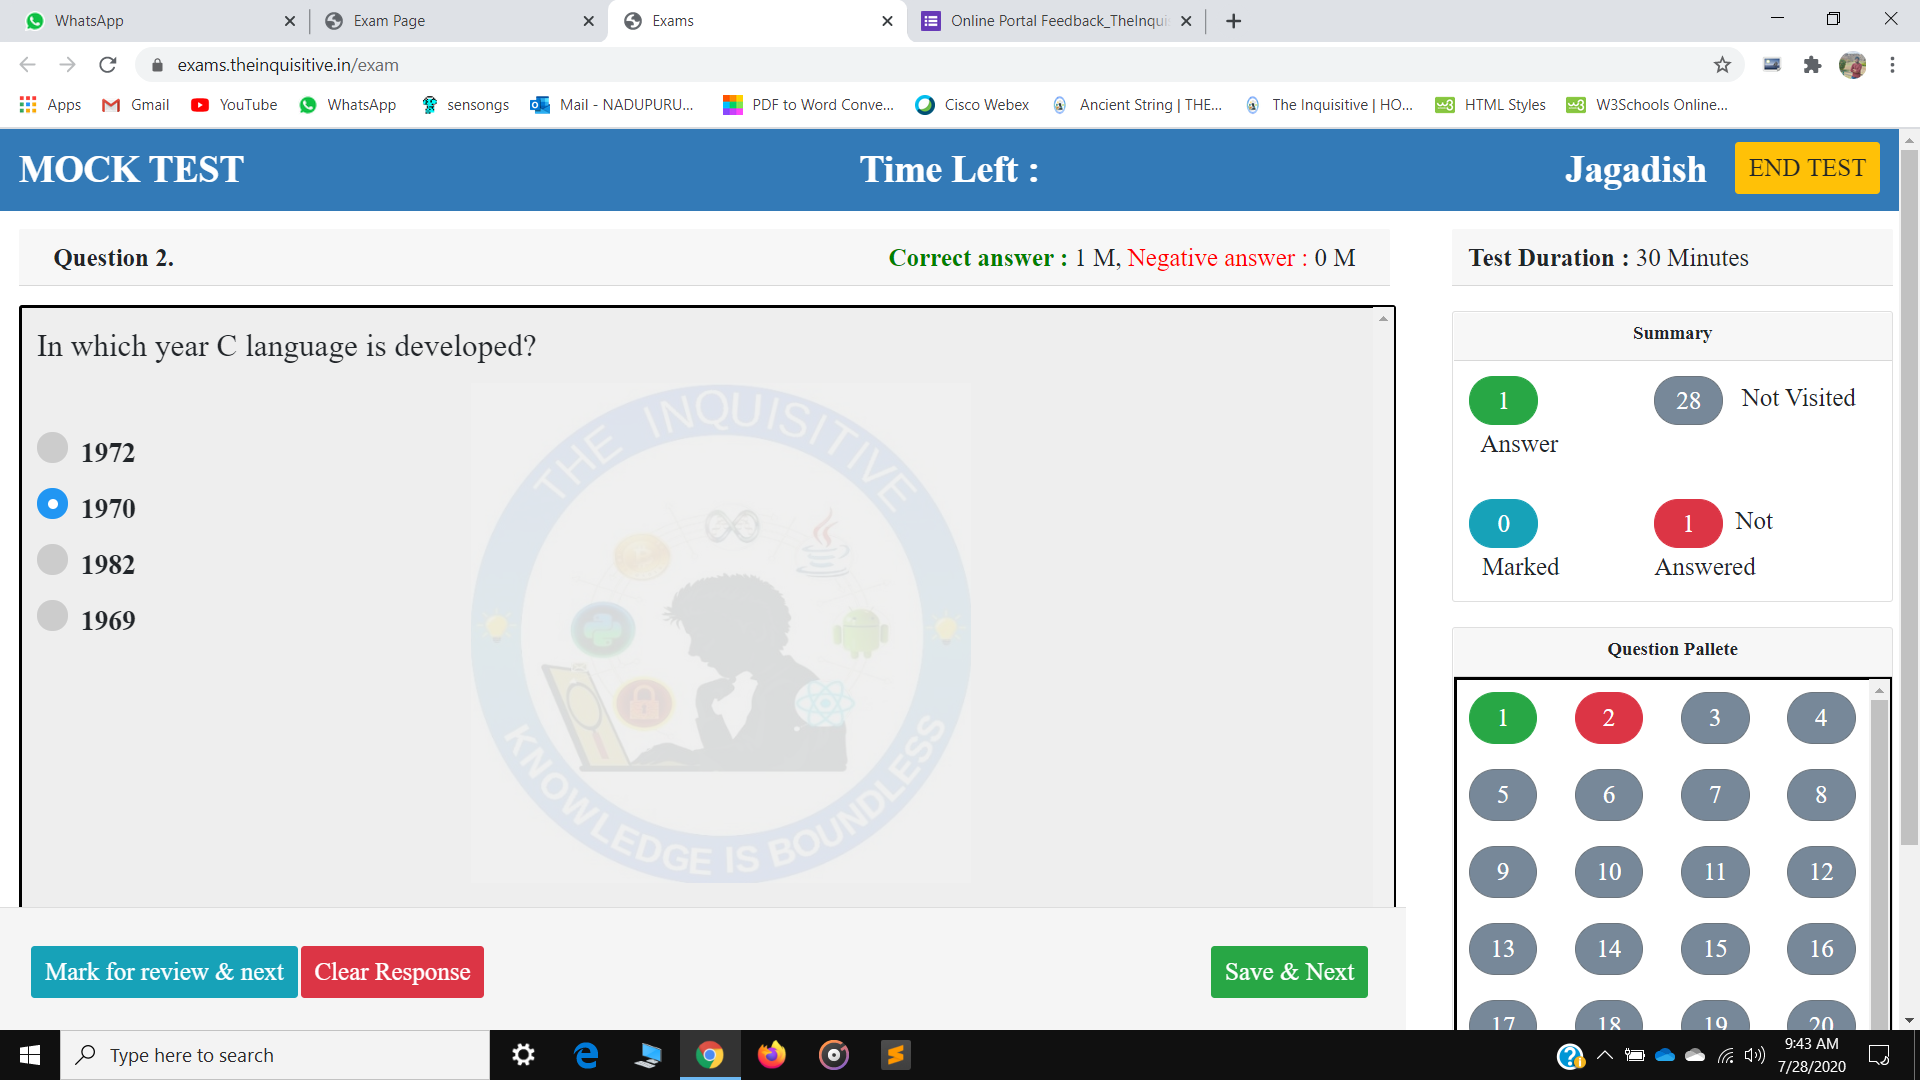 WhatsApp
Exam Page
Exams
Online Portal Feedback_TheInqui
exams.theinquisitive.in/exam
Apps
Gmail
YouTube
WhatsApp
sensongs
Mail - NADUPURU...
PDF to Word Conve...
Cisco Webex
Ancient String | THE...
The Inquisitive | HO...
HTML Styles
W3Schools Online...
MOCK TEST
Time Left :
Jagadish
END TEST
Question 2.
Correct answer : 1 M, Negative answer : 0 M
Test Duration : 30 Minutes
In which year C language is developed?
1972
1970
1982
1969
THE INQUISITIVE
KNOWLEDGE IS BOUNDLESS
Summary
1
Answer
28
Not Visited
0
Marked
1
Not
Answered
Question Pallete
1 2 3 4
5 6 7 8
9 10 11 12
13 14 15 16
17 18 19 20
Mark for review & next
Clear Response
Save & Next
Type here to search
9:43 AM
7/28/2020